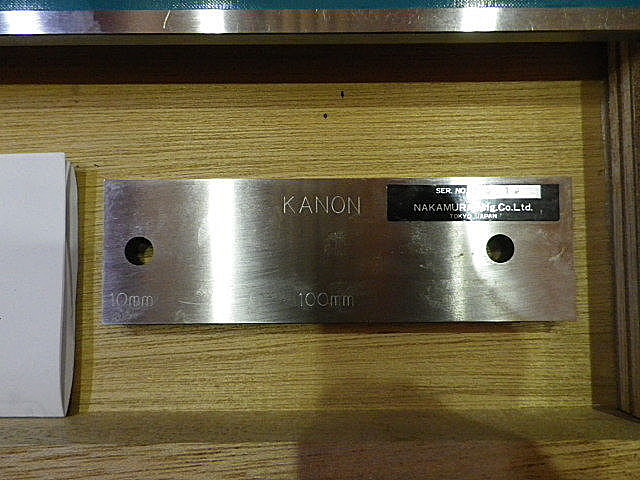 KANON
SER. NO.
NAKAMURA Mfg.Co.Ltd.
TOKYO JAPAN
10mm
100mm